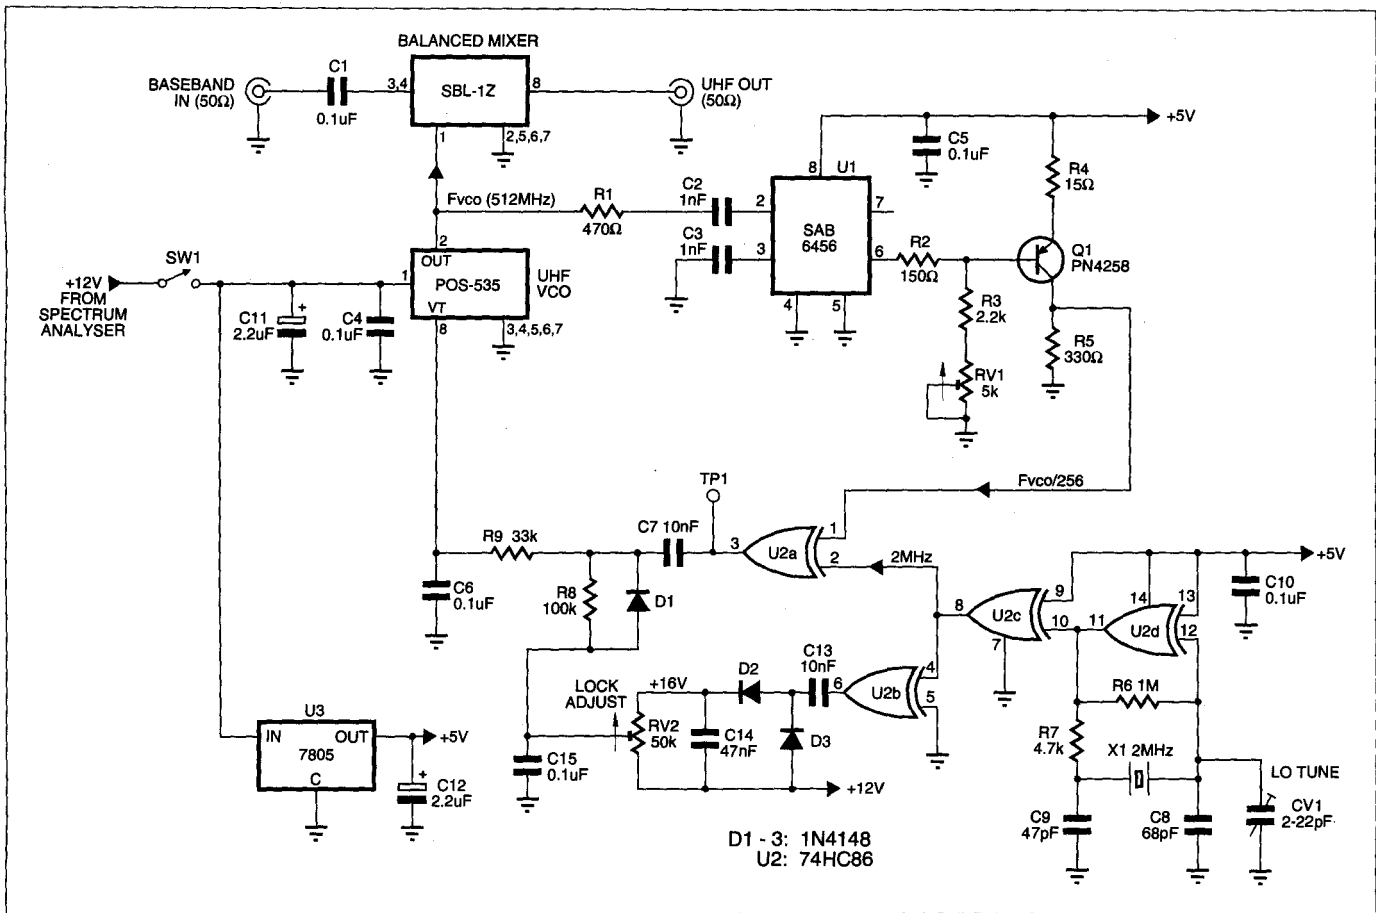 BALANCED MIXER
BASEBAND
IN (50Ω)
C1
0.1uF
3,4
SBL-1Z
8
1
2,5,6,7
UHF OUT
(50Ω)
Fvco (512MHz)
R1
470Ω
C2
1nF
C3
1nF
2
3
8
U1
SAB
6456
7
6
4
5
C5
0.1uF
+5V
R4
15Ω
R2
150Ω
Q1
PN4258
R3
2.2k
RV1
5k
R5
330Ω
+12V
FROM
SPECTRUM
ANALYSER
SW1
C11
+
2.2uF
C4
0.1uF
1
2
OUT
POS-535
VT
8
3,4,5,6,7
UHF
VCO
Fvco/256
TP1
R9 33k
C7 10nF
3
U2a
1
2
2MHz
C6
0.1uF
R8
100k
D1
8
U2c
9
10
7
11
U2d
14
13
12
+5V
C10
0.1uF
LOCK
ADJUST
+16V
RV2
50k
D2
C13
10nF
6
U2b
4
5
C14
47nF
D3
+12V
C15
0.1uF
R6 1M
R7
4.7k
X1 2MHz
C9
47pF
C8
68pF
LO TUNE
CV1
2-22pF
U3
IN
OUT
7805
C
+5V
+
C12
2.2uF
D1 - 3: 1N4148
U2: 74HC86